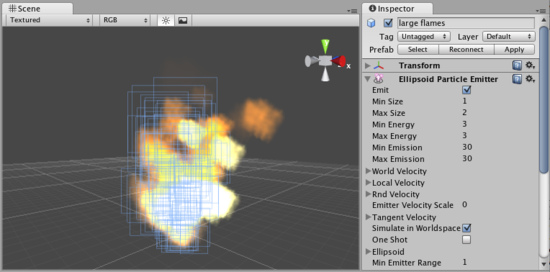 Scene
Textured
RGB
x
Inspector
large flames
Tag Untagged Layer Default
Prefab Select Reconnect Apply
Transform
Ellipsoid Particle Emitter
Emit
Min Size 1
Max Size 2
Min Energy 3
Max Energy 3
Min Emission 30
Max Emission 30
World Velocity
Local Velocity
Rnd Velocity
Emitter Velocity Scale 0
Tangent Velocity
Simulate in Worldspace
One Shot
Ellipsoid
Min Emitter Range 1